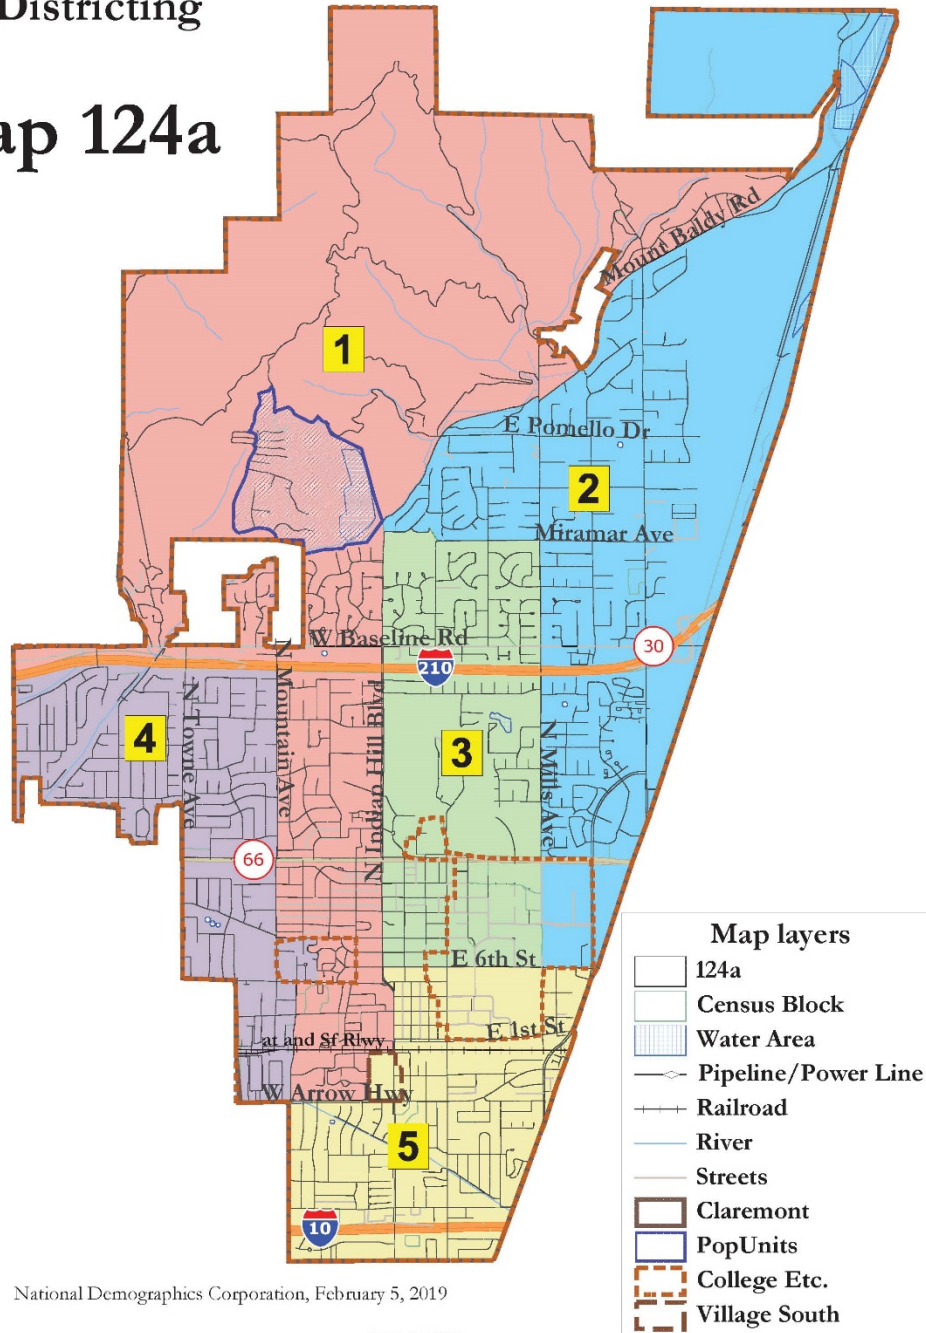 Districting
ap 124a
Mount Baldy Rd
1
E Pomello Dr
2
Miramar Ave
W Baseline Rd
30
210
N Towne Ave
N Mountain Ave
N Indian Hill Blvd
4
3
N Mills Ave
66
E 6th St
E 1st St
at and Sf Rlwy
W Arrow Hwy
5
10
Map layers
124a
Census Block
Water Area
Pipeline/Power Line
Railroad
River
Streets
Claremont
PopUnits
College Etc.
Village South
National Demographics Corporation, February 5, 2019